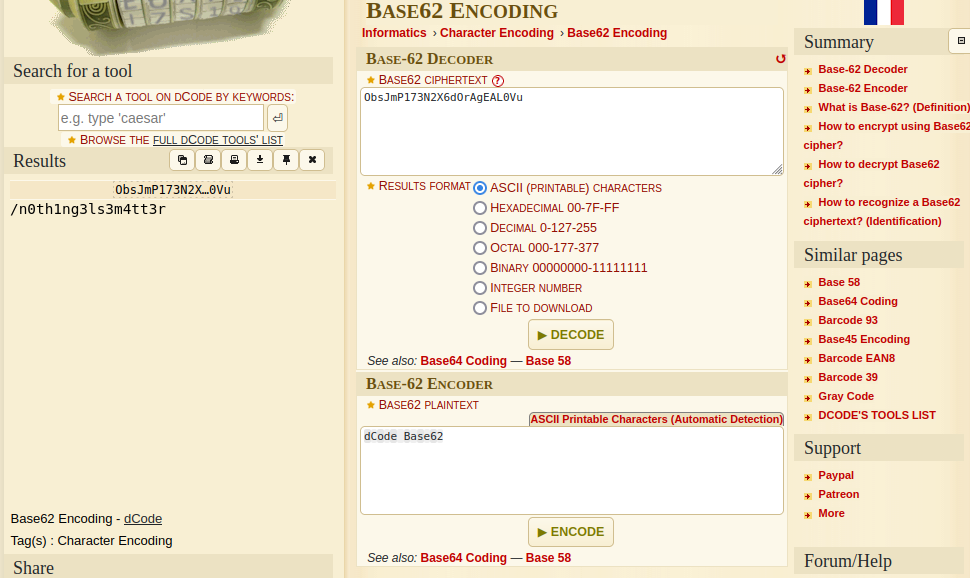 Search for a tool
★ SEARCH A TOOL ON DCODE BY KEYWORDS:
e.g. type 'caesar'
★ BROWSE THE FULL DCODE TOOLS' LIST
Results
ObsJmP173N2X…0Vu
/n0th1ng3ls3m4tt3r
Base62 Encoding - dCode
Tag(s) : Character Encoding
Share
BASE62 ENCODING
Informatics › Character Encoding › Base62 Encoding
BASE-62 DECODER
★ BASE62 CIPHERTEXT ?
ObsJmP173N2X6dOrAgEAL0Vu
★ RESULTS FORMAT ASCII (PRINTABLE) CHARACTERS
HEXADECIMAL 00-7F-FF
DECIMAL 0-127-255
OCTAL 000-177-377
BINARY 00000000-11111111
INTEGER NUMBER
FILE TO DOWNLOAD
▶ DECODE
See also: Base64 Coding — Base 58
BASE-62 ENCODER
★ BASE62 PLAINTEXT
ASCII Printable Characters (Automatic Detection)
dCode Base62
▶ ENCODE
See also: Base64 Coding — Base 58
Summary
Base-62 Decoder
Base-62 Encoder
What is Base-62? (Definition)
How to encrypt using Base62
cipher?
How to decrypt Base62
cipher?
How to recognize a Base62
ciphertext? (Identification)
Similar pages
Base 58
Base64 Coding
Barcode 93
Base45 Encoding
Barcode EAN8
Barcode 39
Gray Code
DCODE'S TOOLS LIST
Support
Paypal
Patreon
More
Forum/Help